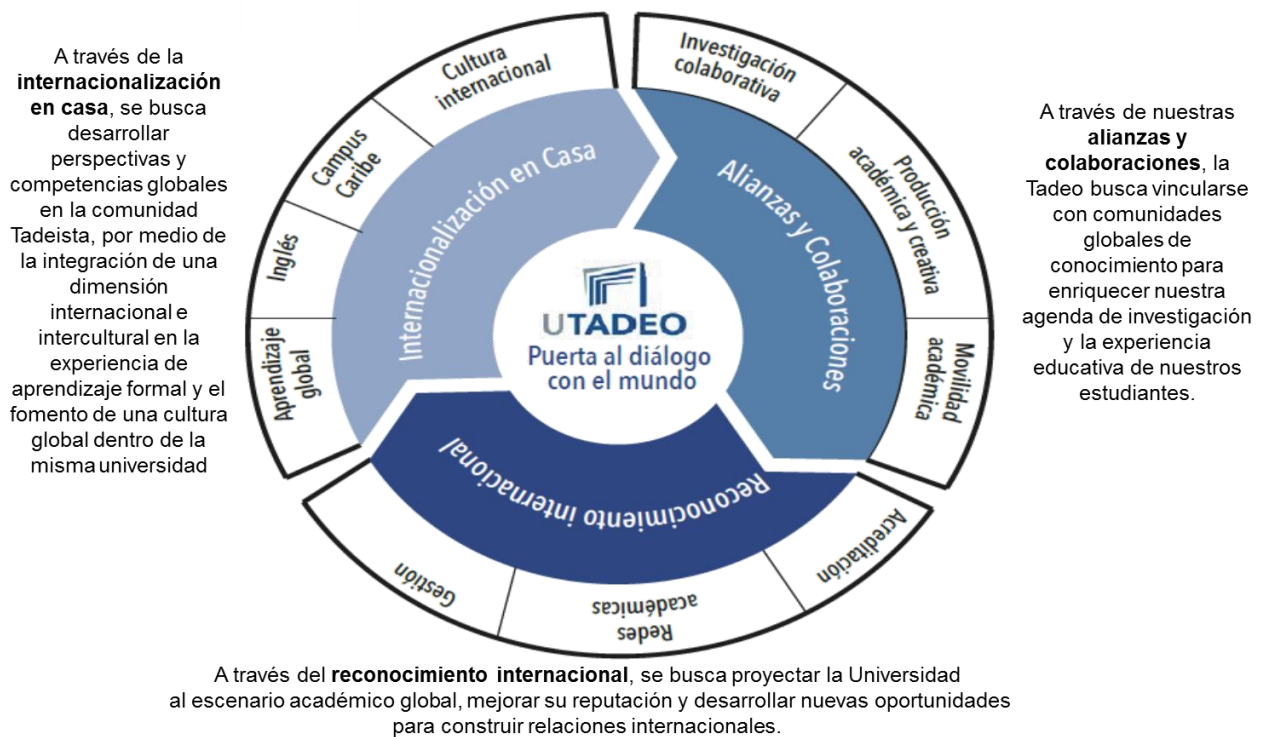 A través de la
internacionalización
en casa, se busca
desarrollar
perspectivas y
competencias globales
en la comunidad
Tadeista, por medio de
la integración de una
dimensión
internacional e
intercultural en la
experiencia de
aprendizaje formal y el
fomento de una cultura
global dentro de la
misma universidad
Aprendizaje
global
Inglés
Campus
Caribe
Cultura
internacional
Internacionalización en Casa
Investigación
colaborativa
Producción
académica y creativa
Movilidad
académica
Alianzas y Colaboraciones
UTADEO
Puerta al diálogo
con el mundo
Reconocimiento internacional
Acreditación
Redes
académicas
Gestión
A través de nuestras
alianzas y
colaboraciones, la
Tadeo busca vincularse
con comunidades
globales de
conocimiento para
enriquecer nuestra
agenda de investigación
y la experiencia
educativa de nuestros
estudiantes.
A través del reconocimiento internacional, se busca proyectar la Universidad
al escenario académico global, mejorar su reputación y desarrollar nuevas oportunidades
para construir relaciones internacionales.